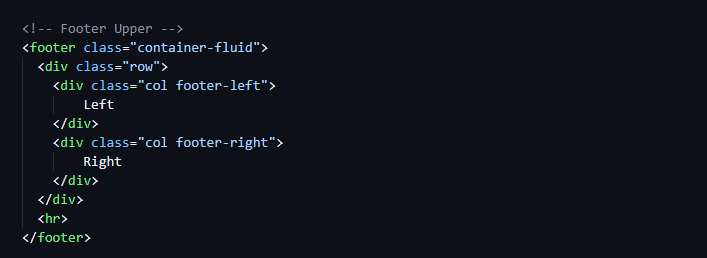 <!-- Footer Upper -->
<footer class="container-fluid">
  <div class="row">
    <div class="col footer-left">
        Left
    </div>
    <div class="col footer-right">
        Right
    </div>
  </div>
  <hr>
</footer>